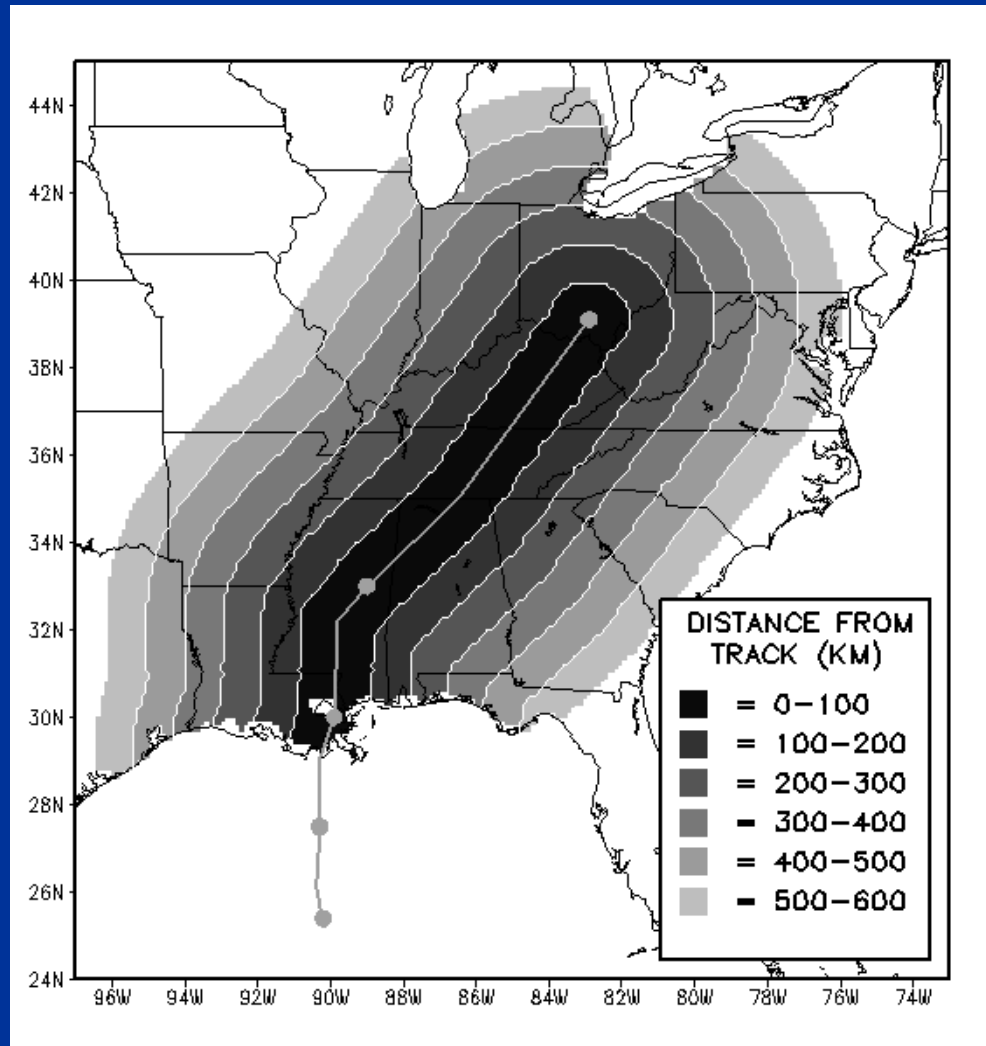 44N
42N
40N
38N
36N
34N
32N
30N
28N
26N
24N
96W 94W 92W 90W 88W 86W 84W 82W 80W 78W 76W 74W
DISTANCE FROM
TRACK (KM)
= 0-100
= 100-200
= 200-300
= 300-400
= 400-500
= 500-600